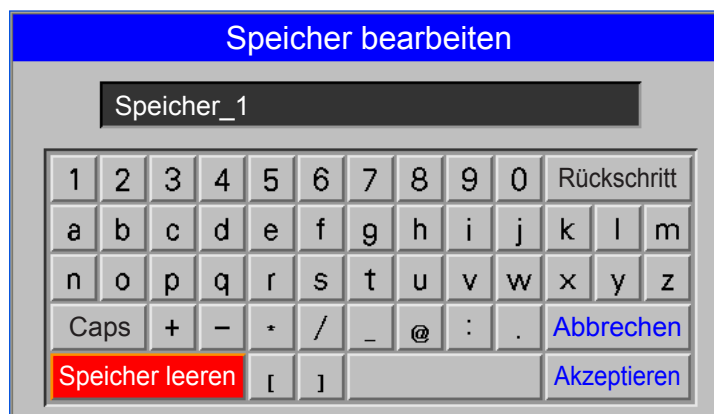 Speicher bearbeiten
Speicher_1
1 2 3 4 5 6 7 8 9 0 Rückschritt
a b c d e f g h i j k l m
n o p q r s t u v w x y z
Caps + - * / _ @ : . Abbrechen
Speicher leeren [ ] Akzeptieren